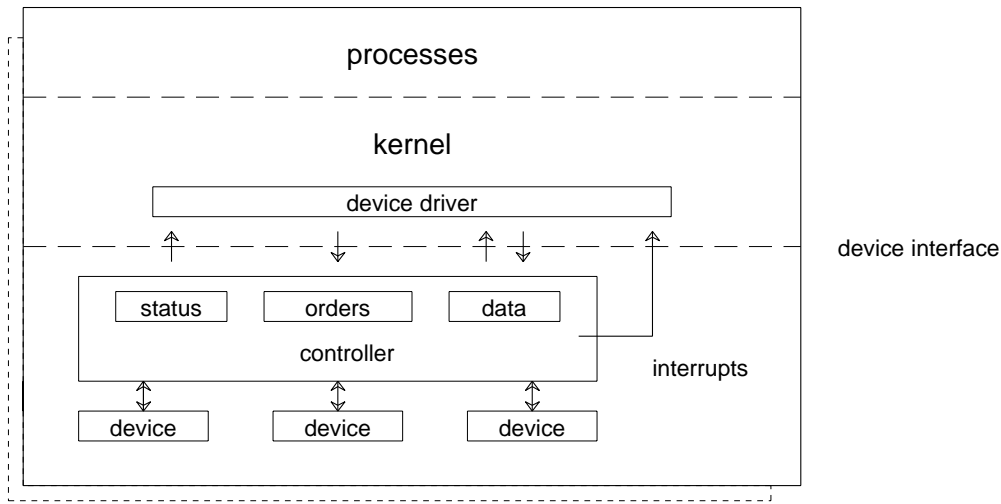 processes
kernel
device driver
device interface
status orders data
controller
interrupts
device device device